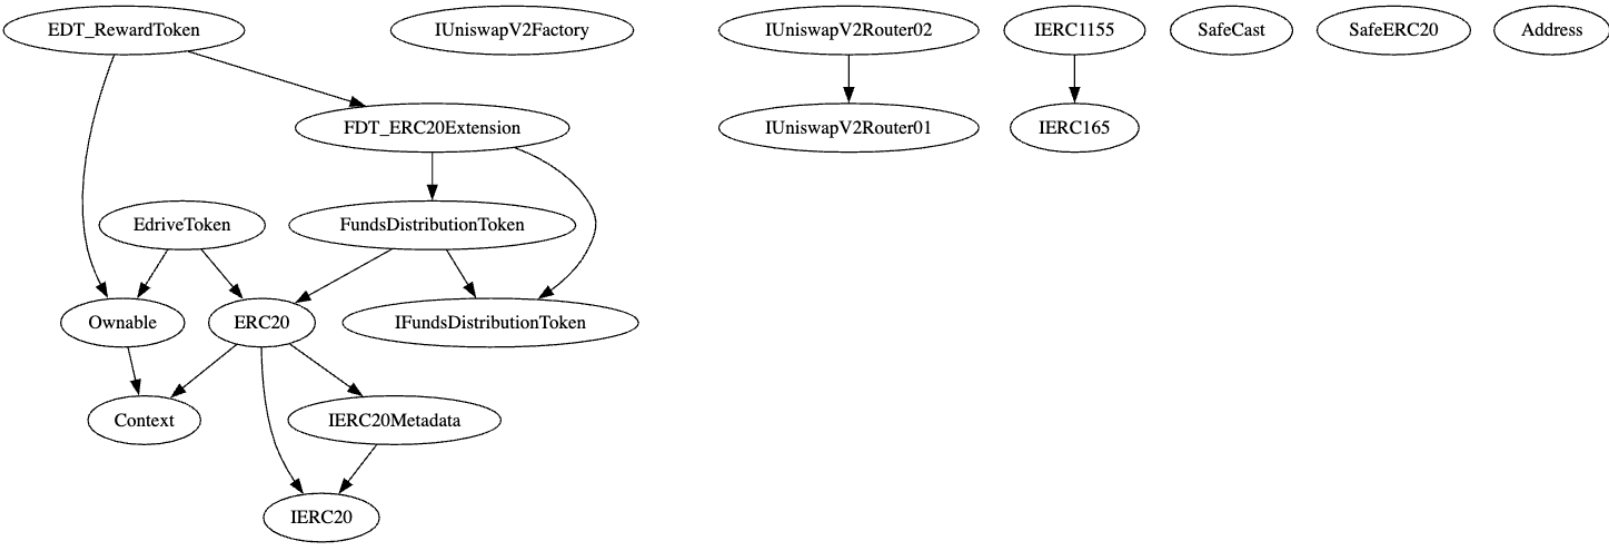 EDT_RewardToken
IUniswapV2Factory
IUniswapV2Router02
IERC1155
SafeCast
SafeERC20
Address
FDT_ERC20Extension
IUniswapV2Router01
IERC165
EdriveToken
FundsDistributionToken
Ownable
ERC20
IFundsDistributionToken
Context
IERC20Metadata
IERC20